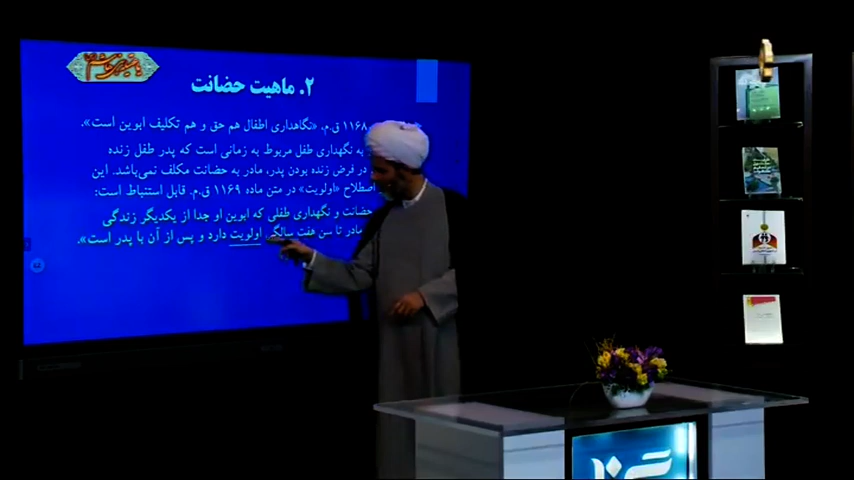 ۲. ماهیت حضانت
۱۱۶۸ ق.م. «نگاهداری اطفال هم حق و هم تکلیف ابوین است».
به نگهداری طفل مربوط به زمانی است که پدر طفل زنده
در فرض زنده بودن پدر، مادر به حضانت مکلف نمی‌باشد. این
اصطلاح «اولویت» در متن ماده ۱۱۶۹ ق.م. قابل استنباط است:
حضانت و نگهداری طفلی که ابوین او جدا از یکدیگر زندگی
مادر تا سن هفت سالگی اولویت دارد و پس از آن با پدر است».